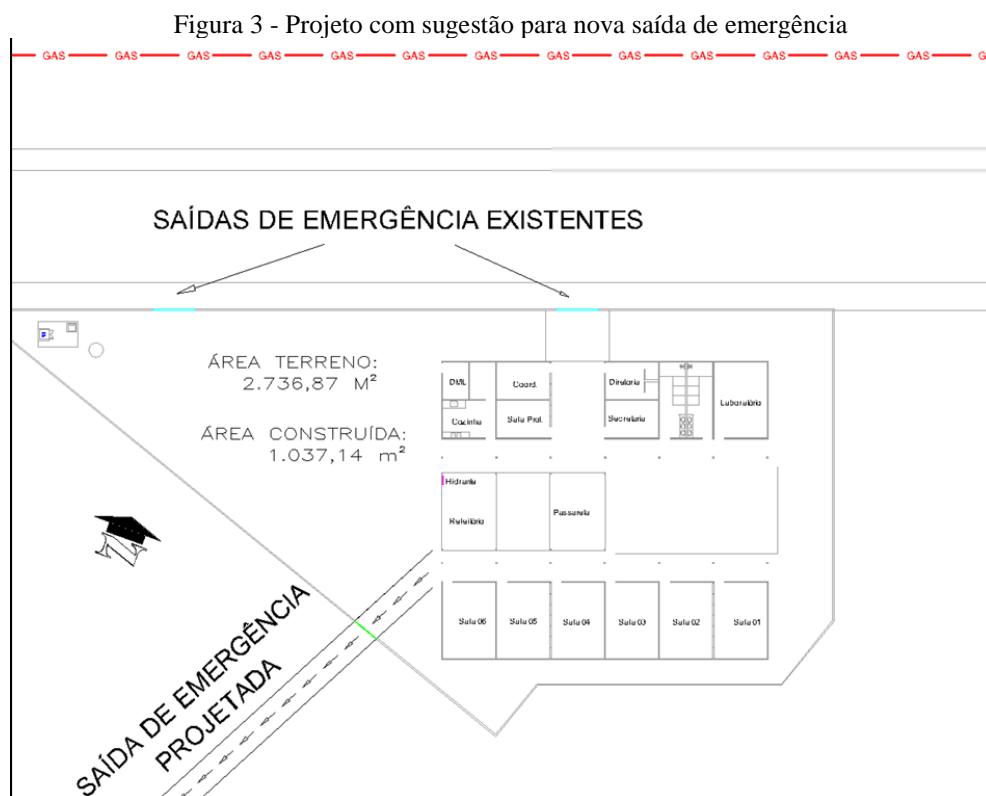 Figura 3 - Projeto com sugestão para nova saída de emergência
GAS GAS GAS GAS GAS GAS GAS GAS GAS GAS GAS GAS GAS G
SAÍDAS DE EMERGÊNCIA EXISTENTES
ÁREA TERRENO:
2.736,87 M²
ÁREA CONSTRUÍDA:
1.037,14 m²
DML
Coord.
Diretoria
Laboratório
Cozinha
Sala Prof.
Secretaria
Hidrante
Refeitório
Passarela
Sala 06
Sala 05
Sala 04
Sala 03
Sala 02
Sala 01
N
SAÍDA DE EMERGÊNCIA
PROJETADA